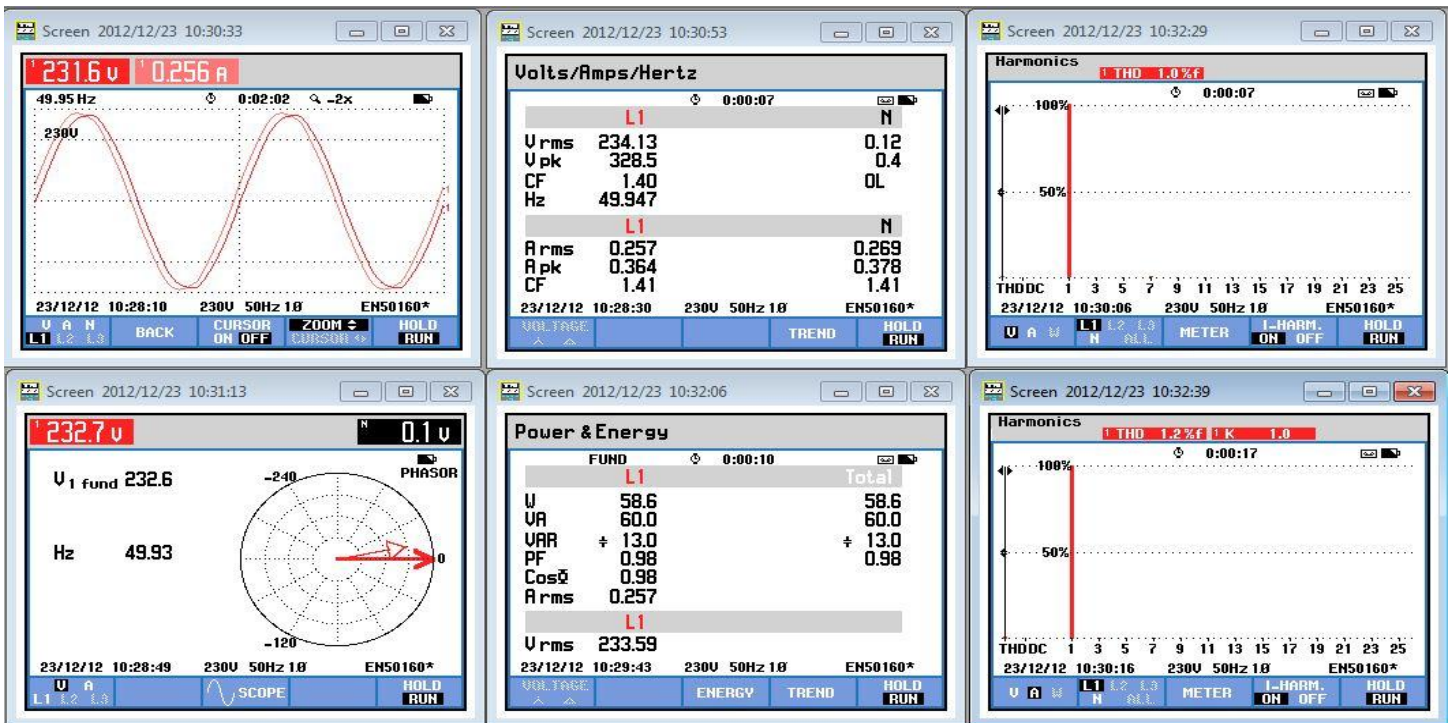 Screen 2012/12/23 10:30:33
1 231.6 V 1 0.256 A
49.95 Hz 0:02:02 -2x
230V
1
1
23/12/12 10:28:10 230V 50Hz 1Ø EN50160*
V A N BACK CURSOR ZOOM HOLD
L1 L2 L3 ON OFF CURSOR RUN
Screen 2012/12/23 10:30:53
Volts/Amps/Hertz
0:00:07
L1 N
V rms 234.13 0.12
V pk 328.5 0.4
CF 1.40 OL
Hz 49.947
L1 N
A rms 0.257 0.269
A pk 0.364 0.378
CF 1.41 1.41
23/12/12 10:28:30 230V 50Hz 1Ø EN50160*
VOLTAGE TREND HOLD
RUN
Screen 2012/12/23 10:32:29
Harmonics
1 THD 1.0%f
0:00:07
100%
50%
THDDC 1 3 5 7 9 11 13 15 17 19 21 23 25
23/12/12 10:30:06 230V 50Hz 1Ø EN50160*
V A W L1 L2 L3 METER I-HARM. HOLD
N ALL ON OFF RUN
Screen 2012/12/23 10:31:13
1 232.7 V N 0.1 V
PHASOR
V1 fund 232.6
-240
Hz 49.93
0
-120
23/12/12 10:28:49 230V 50Hz 1Ø EN50160*
V A SCOPE HOLD
L1 L2 L3 RUN
Screen 2012/12/23 10:32:06
Power & Energy
FUND 0:00:10
L1 Total
W 58.6 58.6
VA 60.0 60.0
VAR 13.0 13.0
PF 0.98 0.98
CosΦ 0.98
A rms 0.257
L1
V rms 233.59
23/12/12 10:29:43 230V 50Hz 1Ø EN50160*
VOLTAGE ENERGY TREND HOLD
RUN
Screen 2012/12/23 10:32:39
Harmonics
1 THD 1.2%f 1 K 1.0
0:00:17
100%
50%
THDDC 1 3 5 7 9 11 13 15 17 19 21 23 25
23/12/12 10:30:16 230V 50Hz 1Ø EN50160*
V A W L1 L2 L3 METER I-HARM. HOLD
N ALL ON OFF RUN